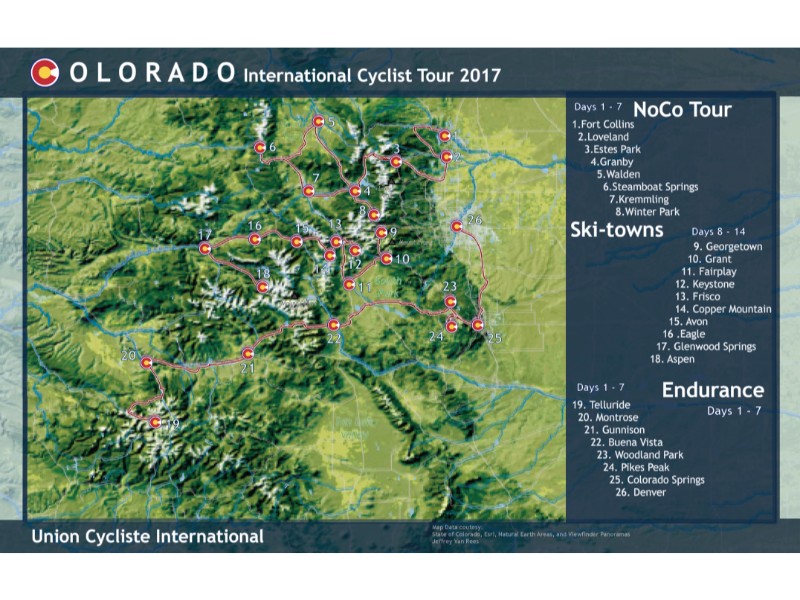 COLORADO International Cyclist Tour 2017
Days 1 - 7 NoCo Tour
1.Fort Collins
2.Loveland
3.Estes Park
4.Granby
5.Walden
6.Steamboat Springs
7.Kremmling
8.Winter Park
Ski-towns Days 8 - 14
9. Georgetown
10. Grant
11. Fairplay
12. Keystone
13. Frisco
14. Copper Mountain
15. Avon
16 .Eagle
17. Glenwood Springs
18. Aspen
Days 1 - 7 Endurance
Days 1 - 7
19. Telluride
20. Montrose
21. Gunnison
22. Buena Vista
23. Woodland Park
24. Pikes Peak
25. Colorado Springs
26. Denver
5
1
6
3
2
7
4
8
26
16
15
13
9
17
12
10
14
18
11
23
22
24
25
20
21
19
Union Cycliste International
Map Data courtesy:
State of Colorado, Esri, Natural Earth Areas, and Viewfinder Panoramas
Jeffrey Van